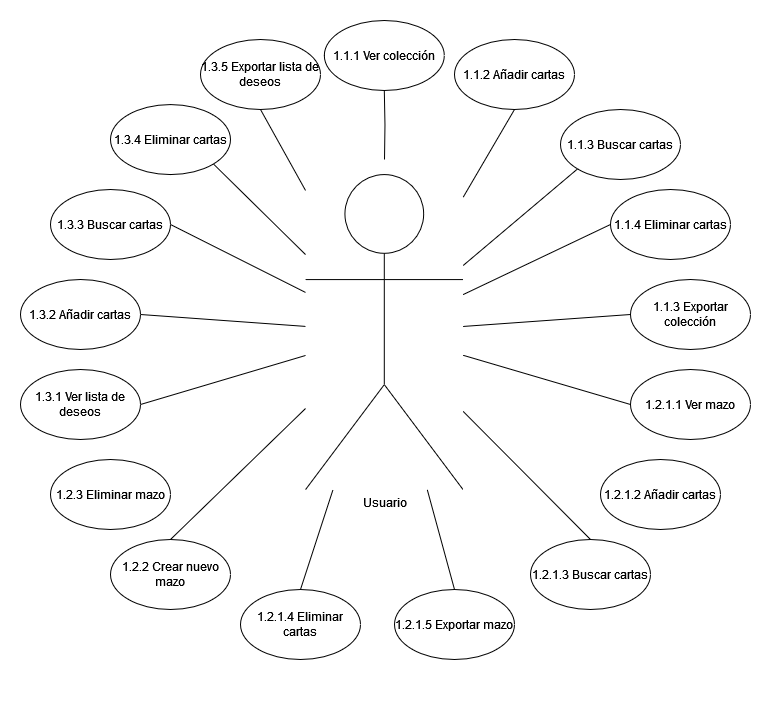 1.1.1 Ver colección
1.3.5 Exportar lista de
deseos
1.1.2 Añadir cartas
1.3.4 Eliminar cartas
1.1.3 Buscar cartas
1.3.3 Buscar cartas
1.1.4 Eliminar cartas
1.3.2 Añadir cartas
1.1.3 Exportar
colección
1.3.1 Ver lista de
deseos
1.2.1.1 Ver mazo
1.2.3 Eliminar mazo
1.2.1.2 Añadir cartas
Usuario
1.2.2 Crear nuevo
mazo
1.2.1.3 Buscar cartas
1.2.1.4 Eliminar
cartas
1.2.1.5 Exportar mazo